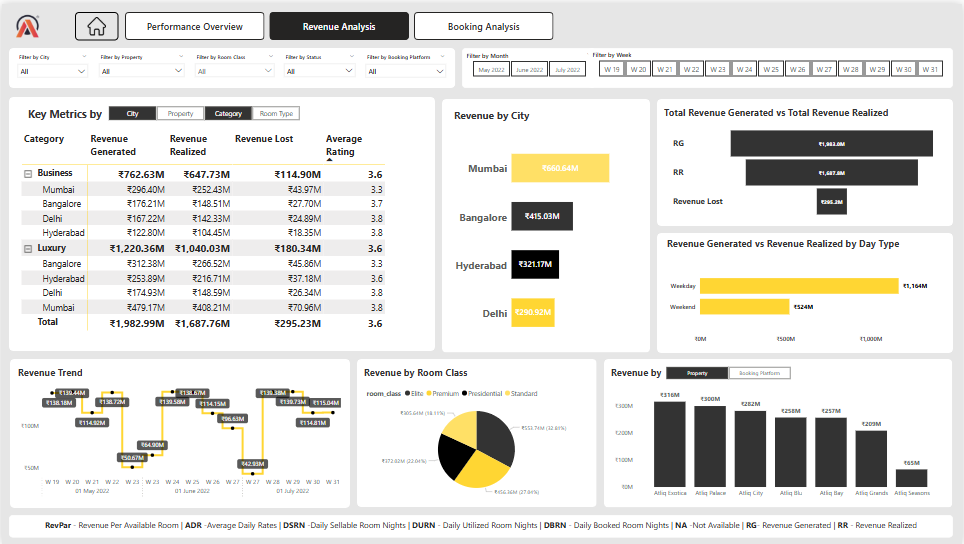 Performance Overview
Revenue Analysis
Booking Analysis
Filter by City
All
Filter by Property
All
Filter by Room Class
All
Filter by Status
All
Filter by Booking Platform
All
Filter by Month
May 2022 June 2022 July 2022
Filter by Week
W 19 W 20 W 21 W 22 W 23 W 24 W 25 W 26 W 27 W 28 W 29 W 30 W 31
Key Metrics by City Property Category Room Type
Category Revenue Generated Revenue Realized Revenue Lost Average Rating
Business ₹762.63M ₹647.73M ₹114.90M 3.6
Mumbai ₹296.40M ₹252.43M ₹43.97M 3.3
Bangalore ₹176.21M ₹148.51M ₹27.70M 3.7
Delhi ₹167.22M ₹142.33M ₹24.89M 3.8
Hyderabad ₹122.80M ₹104.45M ₹18.35M 3.8
Luxury ₹1,220.36M ₹1,040.03M ₹180.34M 3.6
Bangalore ₹312.38M ₹266.52M ₹45.86M 3.3
Hyderabad ₹253.89M ₹216.71M ₹37.18M 3.6
Delhi ₹174.93M ₹148.59M ₹26.34M 3.8
Mumbai ₹479.17M ₹408.21M ₹70.96M 3.8
Total ₹1,982.99M ₹1,687.76M ₹295.23M 3.6
Revenue by City
Mumbai ₹660.64M
Bangalore ₹415.03M
Hyderabad ₹321.17M
Delhi ₹290.92M
Total Revenue Generated vs Total Revenue Realized
RG ₹1,983.0M
RR ₹1,687.8M
Revenue Lost ₹295.2M
Revenue Generated vs Revenue Realized by Day Type
Weekday ₹1,164M
Weekend ₹524M
₹0M ₹500M ₹1,000M
Revenue Trend
₹139.44M ₹138.67M ₹139.38M
₹138.18M ₹138.72M ₹139.58M ₹114.15M ₹139.73M ₹115.04M
₹114.92M ₹96.63M ₹114.81M
₹100M
₹64.90M
₹50.67M ₹42.93M
₹50M
W 19 W 20 W 21 W 22 W 23 W 23 W 24 W 25 W 26 W 27 W 27 W 28 W 29 W 30 W 31
01 May 2022 01 June 2022 01 July 2022
Revenue by Room Class
room_class Elite Premium Presidential Standard
₹305.64M (18.11%)
₹553.74M (32.81%)
₹456.36M (27.04%)
Revenue by Property Booking Platform
₹300M
₹200M
₹100M
₹0M
₹316M ₹300M ₹282M ₹258M ₹257M ₹209M ₹65M
Atliq Exotica Atliq Palace Atliq City Atliq Blu Atliq Bay Atliq Grands Atliq Seasons
RevPar - Revenue Per Available Room | ADR -Average Daily Rates | DSRN -Daily Sellable Room Nights | DURN - Daily Utilized Room Nights | DBRN - Daily Booked Room Nights | NA -Not Available | RG- Revenue Generated | RR - Revenue Realized